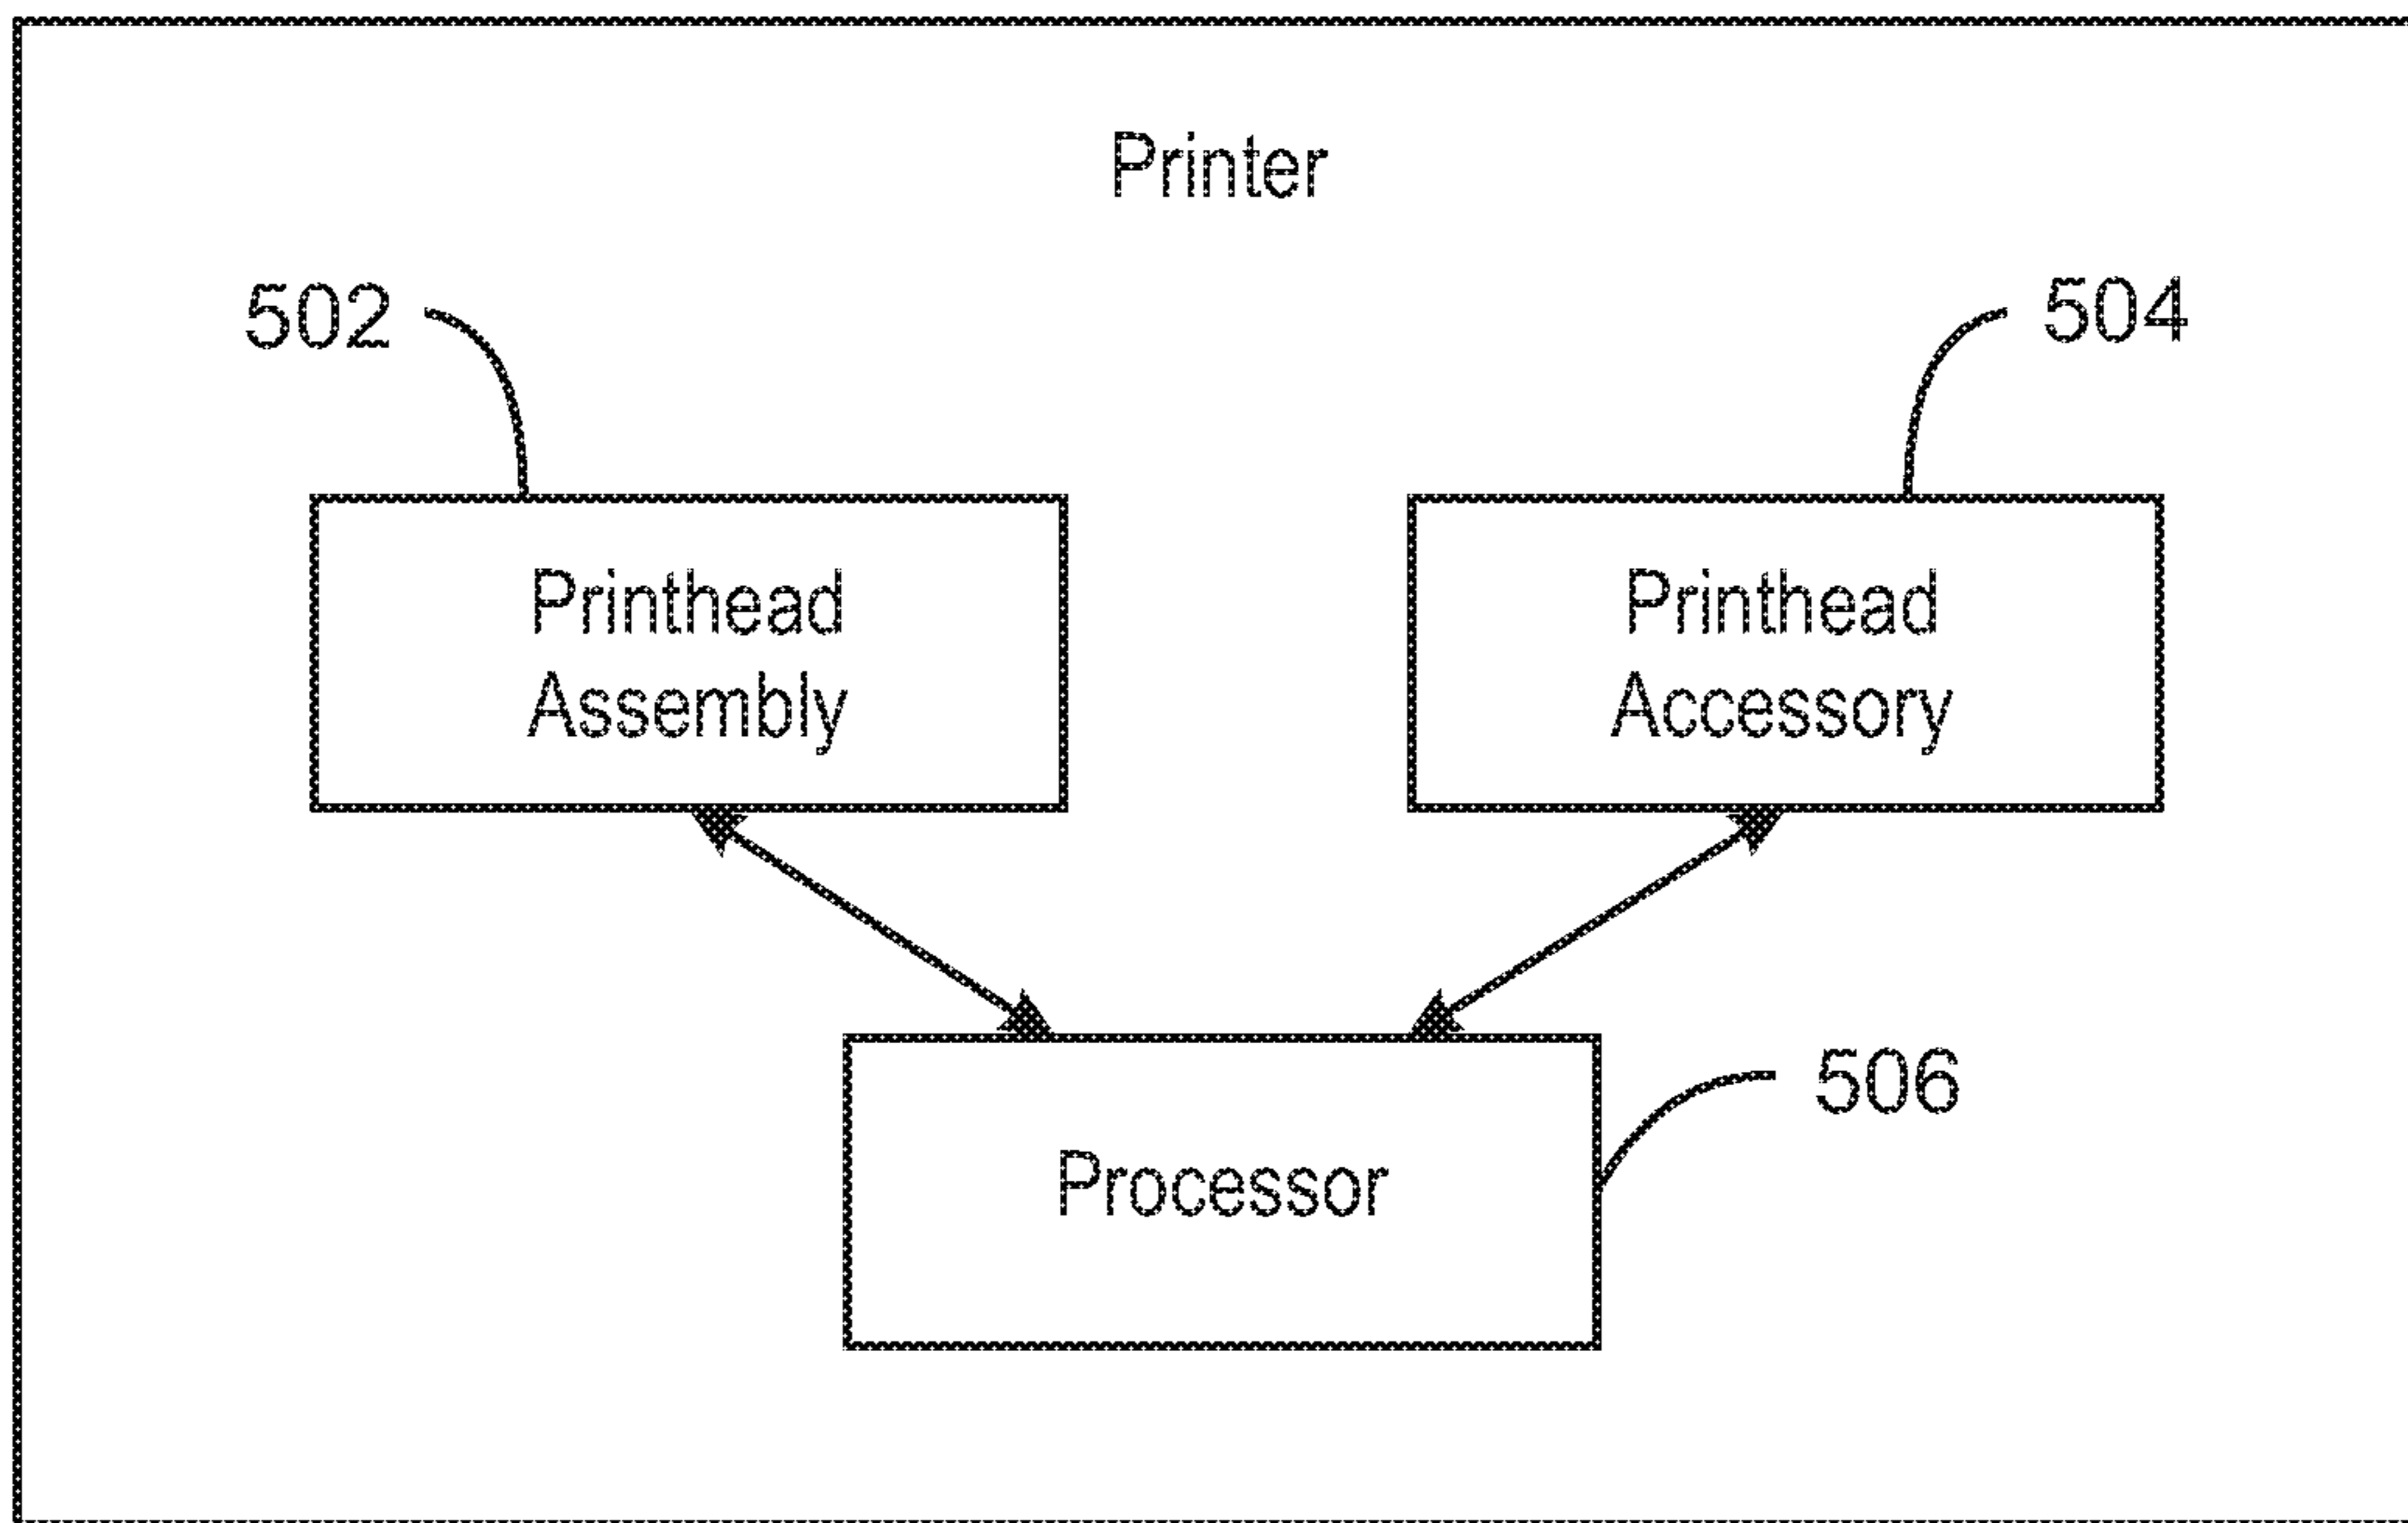 Printer
502
504
Printhead
Assembly
Printhead
Accessory
Processor
506